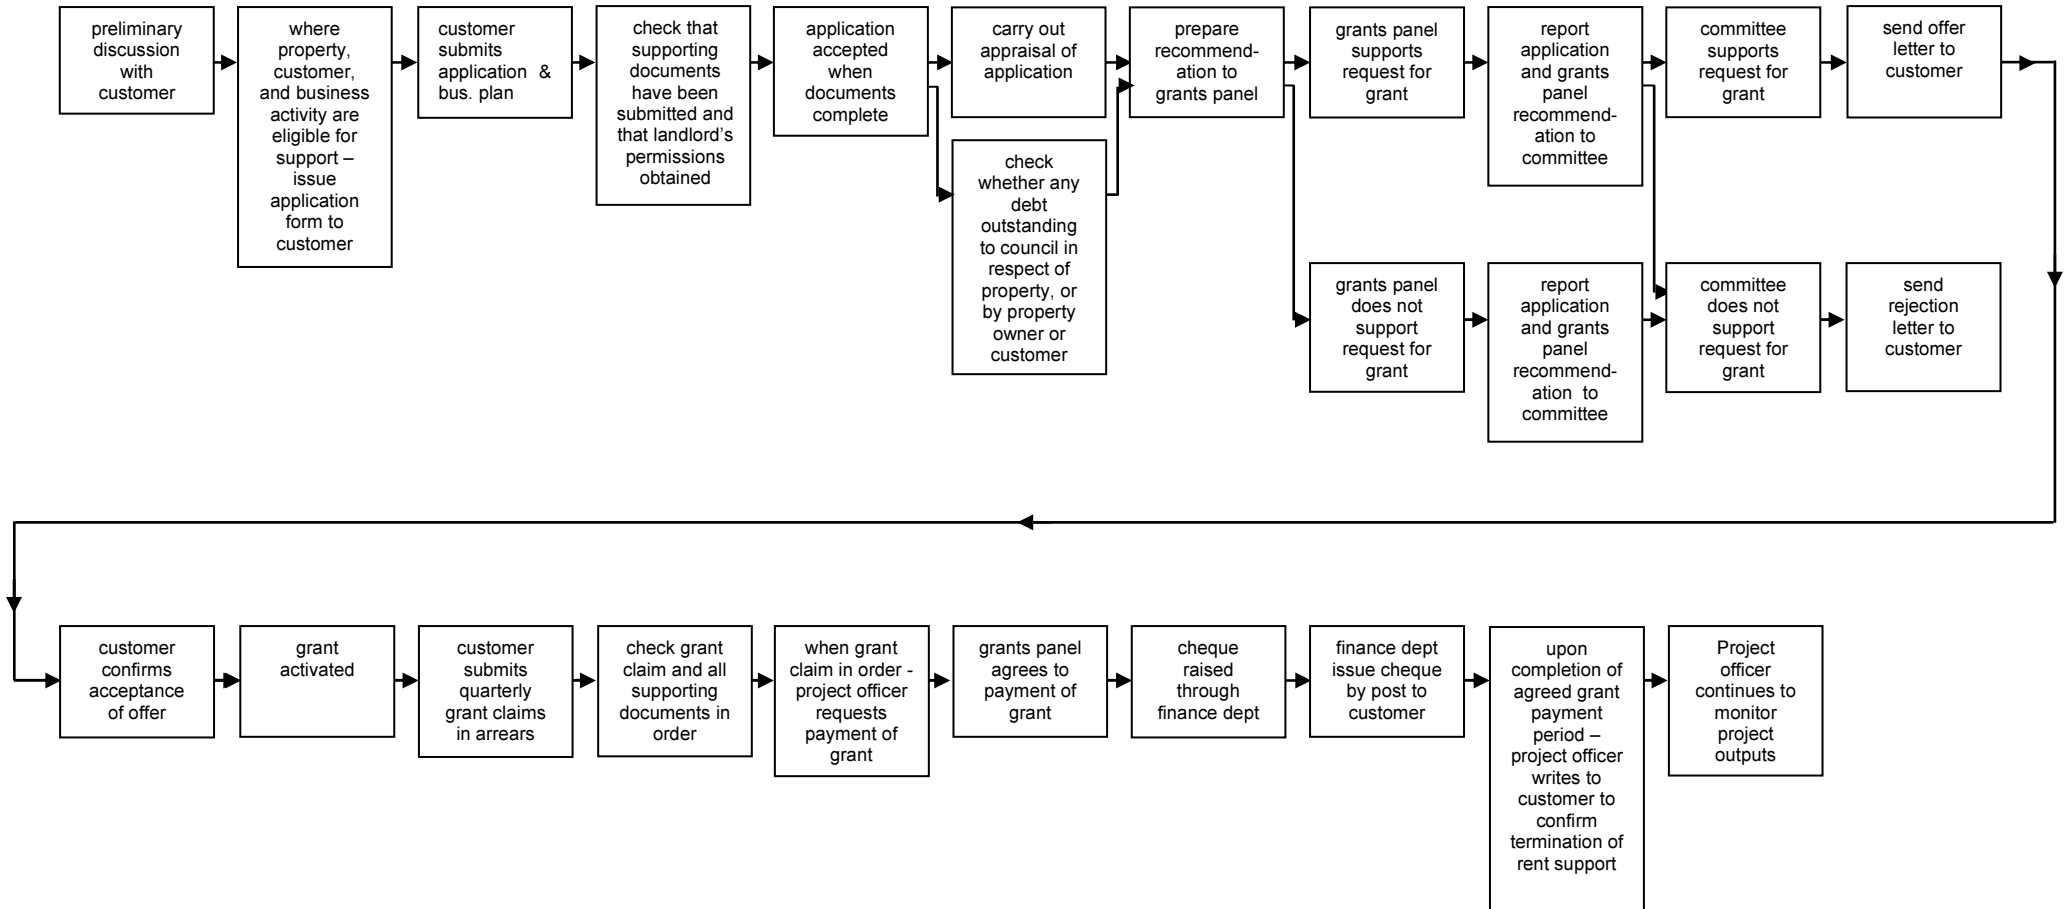 preliminary
discussion
with
customer
where
property,
customer,
and business
activity are
eligible for
support –
issue
application
form to
customer
customer
submits
application &
bus. plan
check that
supporting
documents
have been
submitted and
that landlord's
permissions
obtained
application
accepted
when
documents
complete
carry out
appraisal of
application
check
whether any
debt
outstanding
to council in
respect of
property, or
by property
owner or
customer
prepare
recommend-
ation to
grants panel
grants panel
supports
request for
grant
report
application
and grants
panel
recommend-
ation to
committee
committee
supports
request for
grant
send offer
letter to
customer
grants panel
does not
support
request for
grant
report
application
and grants
panel
recommend-
ation to
committee
committee
does not
support
request for
grant
send
rejection
letter to
customer
customer
confirms
acceptance
of offer
grant
activated
customer
submits
quarterly
grant claims
in arrears
check grant
claim and all
supporting
documents in
order
when grant
claim in order -
project officer
requests
payment of
grant
grants panel
agrees to
payment of
grant
cheque
raised
through
finance dept
finance dept
issue cheque
by post to
customer
upon
completion of
agreed grant
payment
period –
project officer
writes to
customer to
confirm
termination of
rent support
Project
officer
continues to
monitor
project
outputs